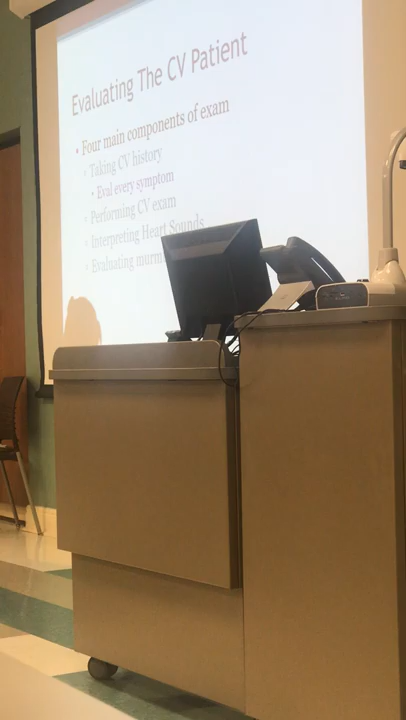 Evaluating The CV Patient
• Four main components of exam
◦ Taking CV history
• Eval every symptom
◦ Performing CV exam
◦ Interpreting Heart Sounds
◦ Evaluating murm